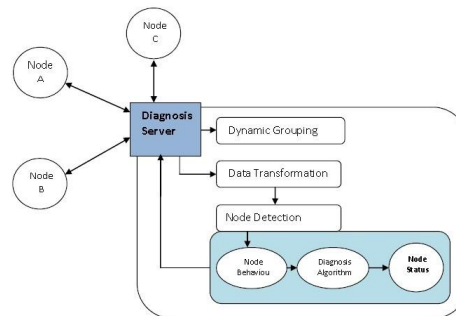 Node
C
Node
A
Diagnosis
Server
Dynamic Grouping
Data Transformation
Node
B
Node Detection
Node
Behaviou
Diagnosis
Algorithm
Node
Status